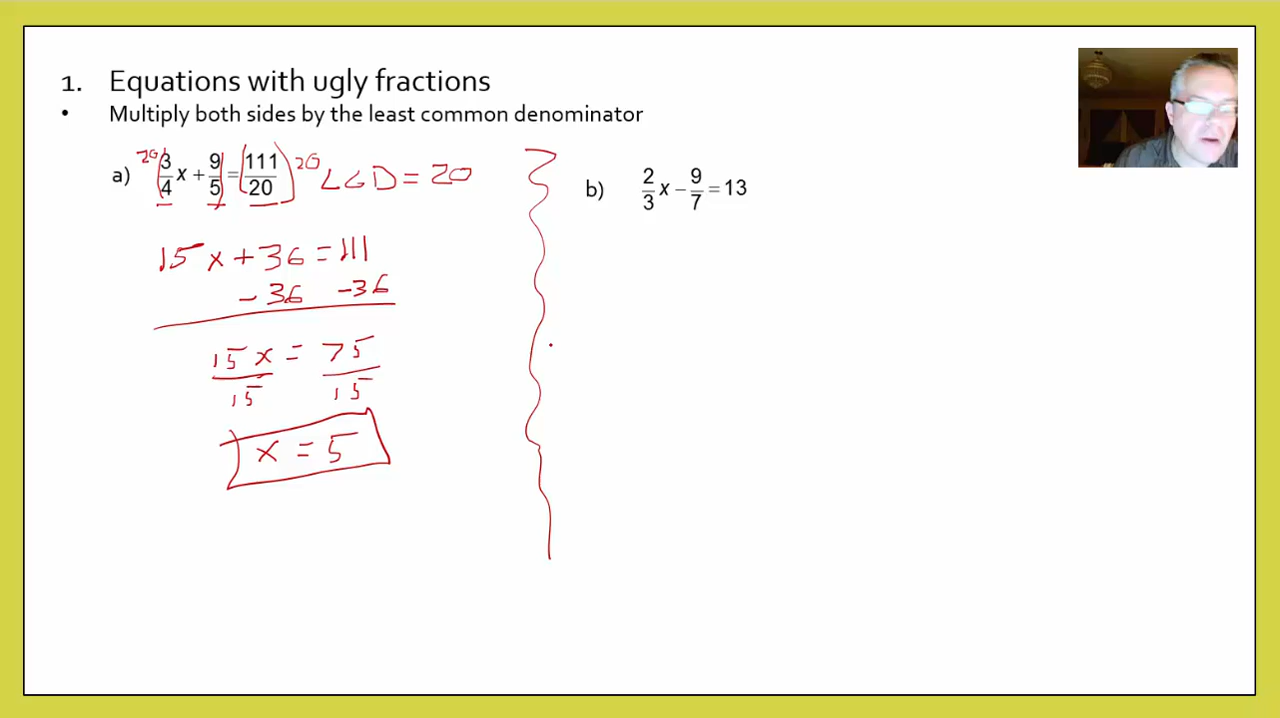 1. Equations with ugly fractions
• Multiply both sides by the least common denominator
a) 20(3/4 x + 9/5) = (111/20)20 LCD = 20
15x + 36 = 111
- 36 -36
15x = 75
15 15
x = 5
b) 2/3 x − 9/7 = 13